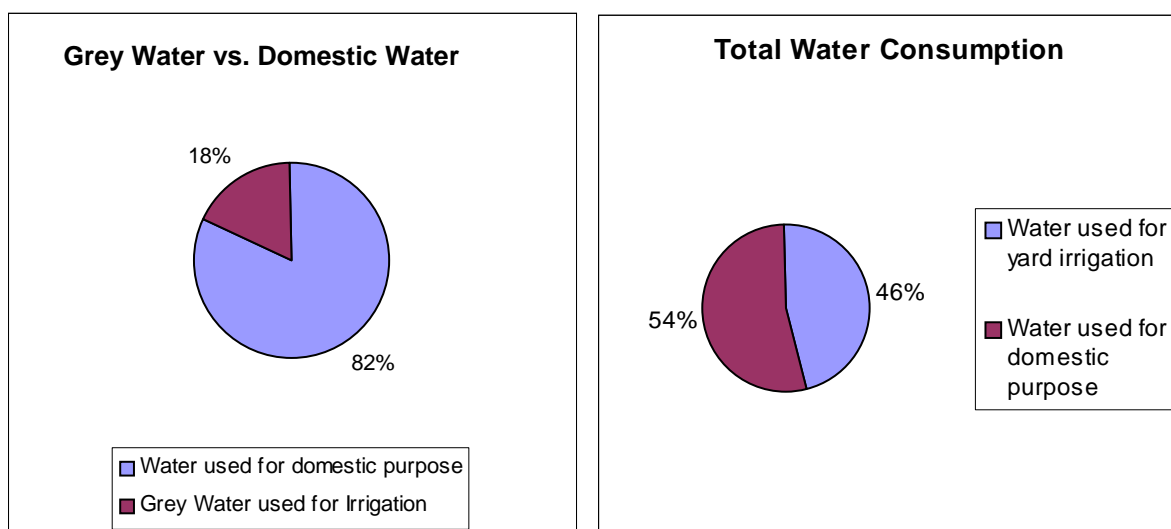 Grey Water vs. Domestic Water
18%
82%
Water used for domestic purpose
Grey Water used for Irrigation
Total Water Consumption
46%
54%
Water used for
yard irrigation
Water used for
domestic
purpose